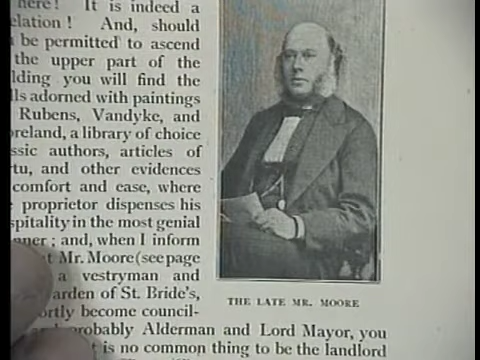 here! It is indeed a
elation! And, should
be permitted to ascend
the upper part of the
lding you will find the
lls adorned with paintings
Rubens, Vandyke, and
oreland, a library of choice
ssic authors, articles of
rtu, and other evidences
comfort and ease, where
proprietor dispenses his
spitality in the most genial
nner; and, when I inform
t Mr. Moore (see page
a vestryman and
arden of St. Bride's,
ortly become council-
and probably Alderman and Lord Mayor, you
t is no common thing to be the landlord
THE LATE MR. MOORE